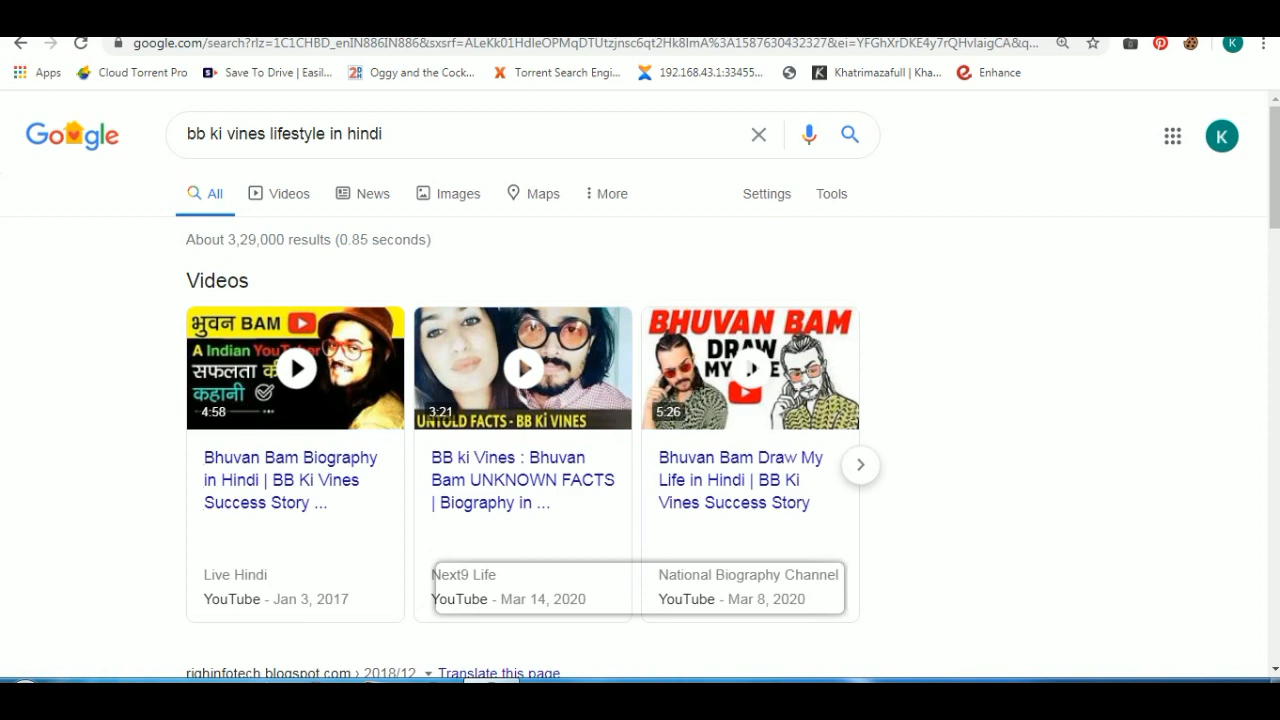 google.com/search?rlz=1C1CHBD_enIN886IN886&sxsrf=ALeKk01HdleOPMqDTUtzjnsc6qt2Hk8ImA%3A1587630432327&ei=YFGhXrDKE4y7rQHvlaigCA&q...
K
Apps Cloud Torrent Pro Save To Drive | Easil... Oggy and the Cock... Torrent Search Engi... 192.168.43.1:33455... Khatrimazafull | Kha... Enhance
Google bb ki vines lifestyle in hindi K
All Videos News Images Maps More Settings Tools
About 3,29,000 results (0.85 seconds)
Videos
भुवन BAM
A Indian YouTuber
सफलता की
कहानी
4:58
3:21
UNTOLD FACTS - BB Ki VINES
BHUVAN BAM
DRAW
MY LIFE
5:26
Bhuvan Bam Biography
in Hindi | BB Ki Vines
Success Story ...
Live Hindi
YouTube - Jan 3, 2017
BB ki Vines : Bhuvan
Bam UNKNOWN FACTS
| Biography in ...
Next9 Life
YouTube - Mar 14, 2020
Bhuvan Bam Draw My
Life in Hindi | BB Ki
Vines Success Story
National Biography Channel
YouTube - Mar 8, 2020
righinfotech.blogspot.com › 2018/12 Translate this page